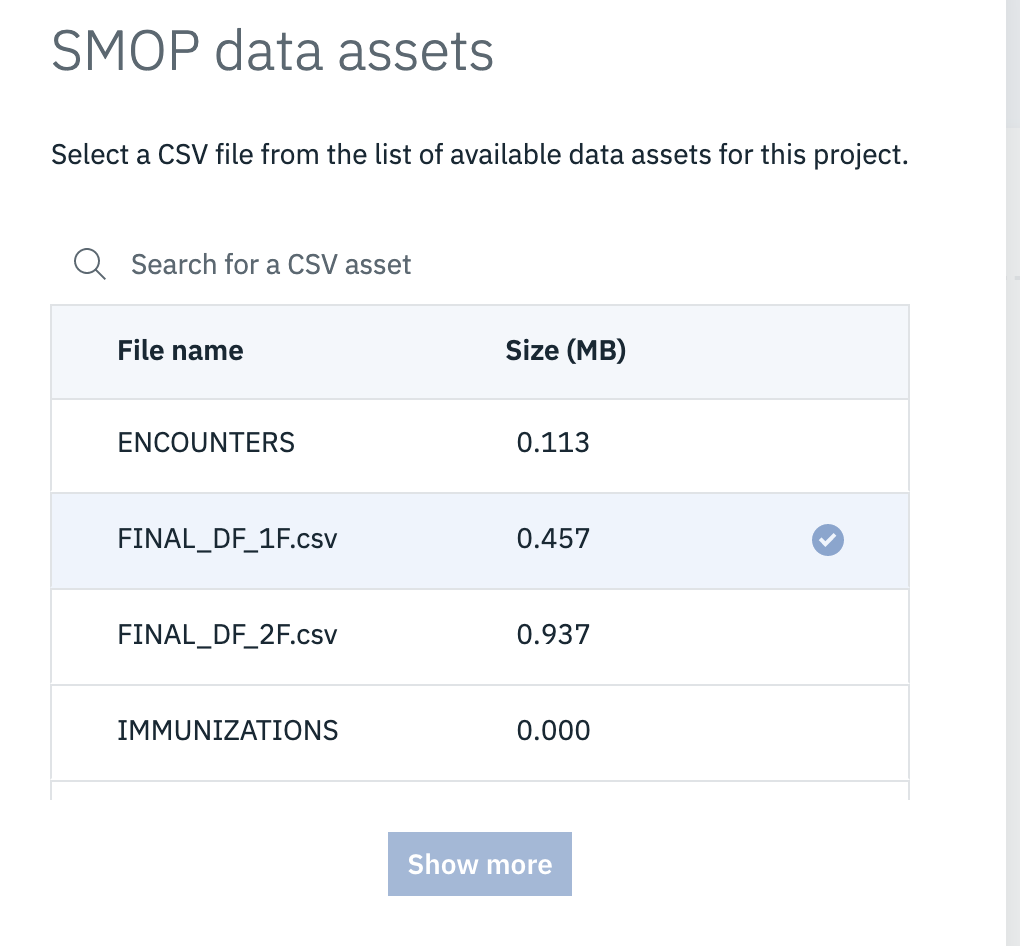 SMOP data assets
Select a CSV file from the list of available data assets for this project.
Search for a CSV asset
File name Size (MB)
ENCOUNTERS 0.113
FINAL_DF_1F.csv 0.457
FINAL_DF_2F.csv 0.937
IMMUNIZATIONS 0.000
Show more